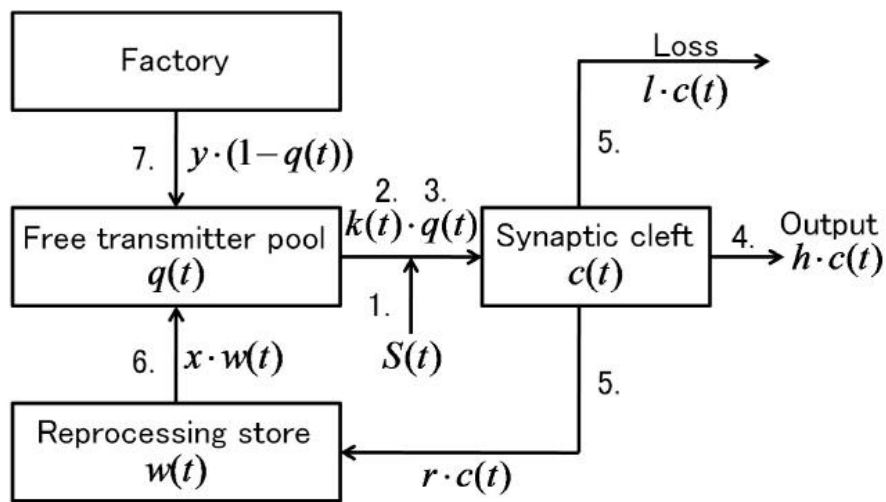 Factory
Loss
l·c(t)
5.
7. y·(1−q(t))
2. 3.
Free transmitter pool
q(t)
k(t)·q(t)
Synaptic cleft
c(t)
4.
Output
h·c(t)
1.
S(t)
6. x·w(t)
5.
Reprocessing store
w(t)
r·c(t)